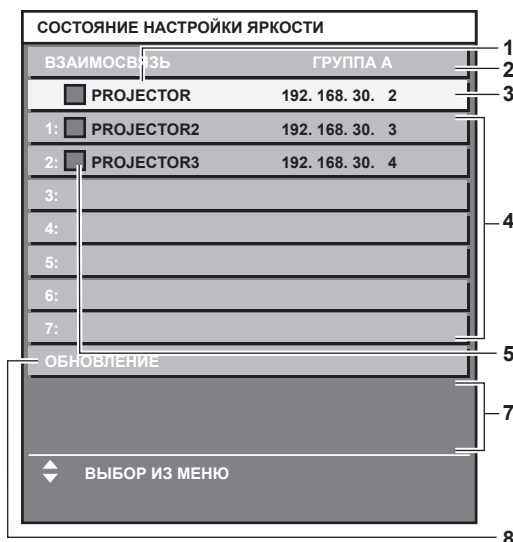 СОСТОЯНИЕ НАСТРОЙКИ ЯРКОСТИ
ВЗАИМОСВЯЗЬ ГРУППА А
PROJECTOR 192. 168. 30. 2
1: PROJECTOR2 192. 168. 30. 3
2: PROJECTOR3 192. 168. 30. 4
3:
4:
5:
6:
7:
ОБНОВЛЕНИЕ
ВЫБОР ИЗ МЕНЮ
1
2
3
4
5
7
8